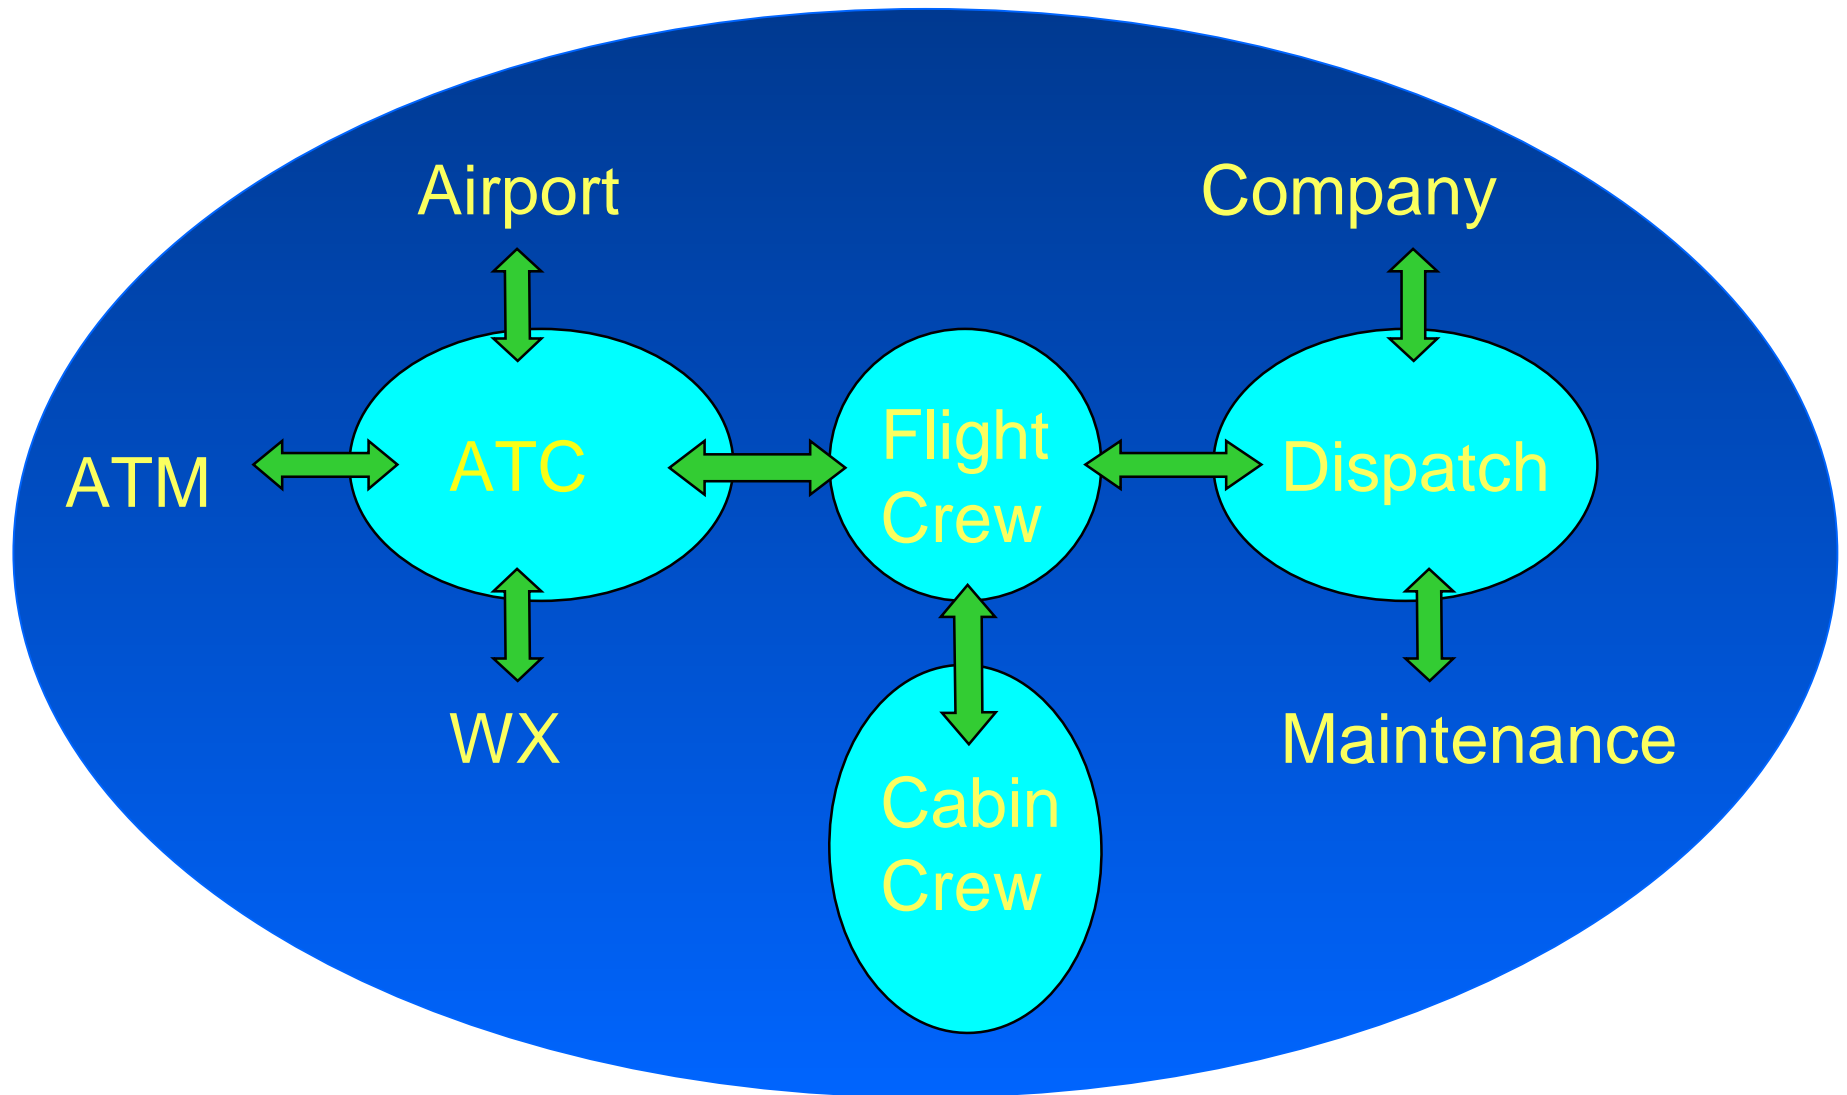 Airport
Company
ATM
ATC
Flight
Crew
Dispatch
WX
Maintenance
Cabin
Crew